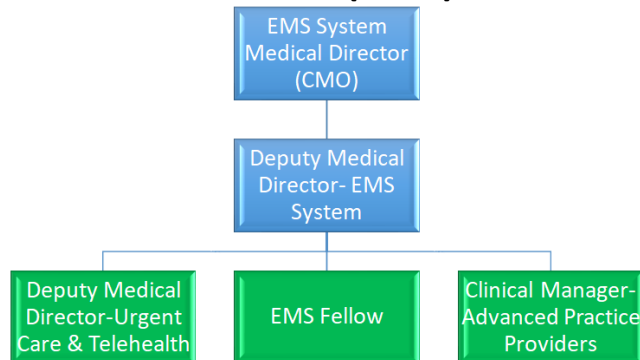 EMS System
Medical Director
(CMO)
Deputy Medical
Director- EMS
System
Deputy Medical
Director-Urgent
Care & Telehealth
EMS Fellow
Clinical Manager-
Advanced Practice
Providers